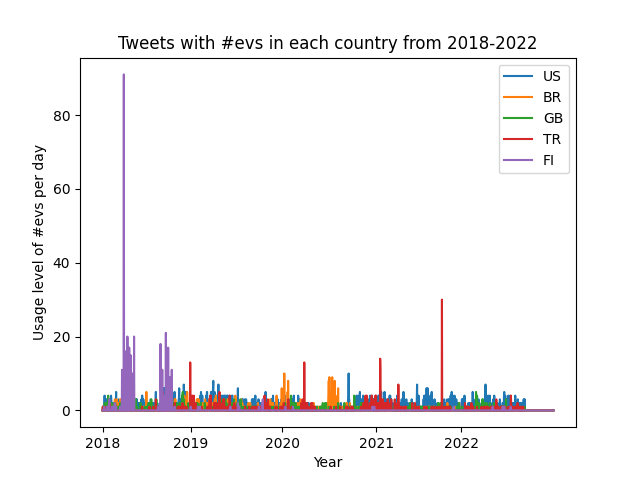 Tweets with #evs in each country from 2018-2022
US
BR
GB
TR
FI
Usage level of #evs per day
80
60
40
20
0
2018 2019 2020 2021 2022
Year